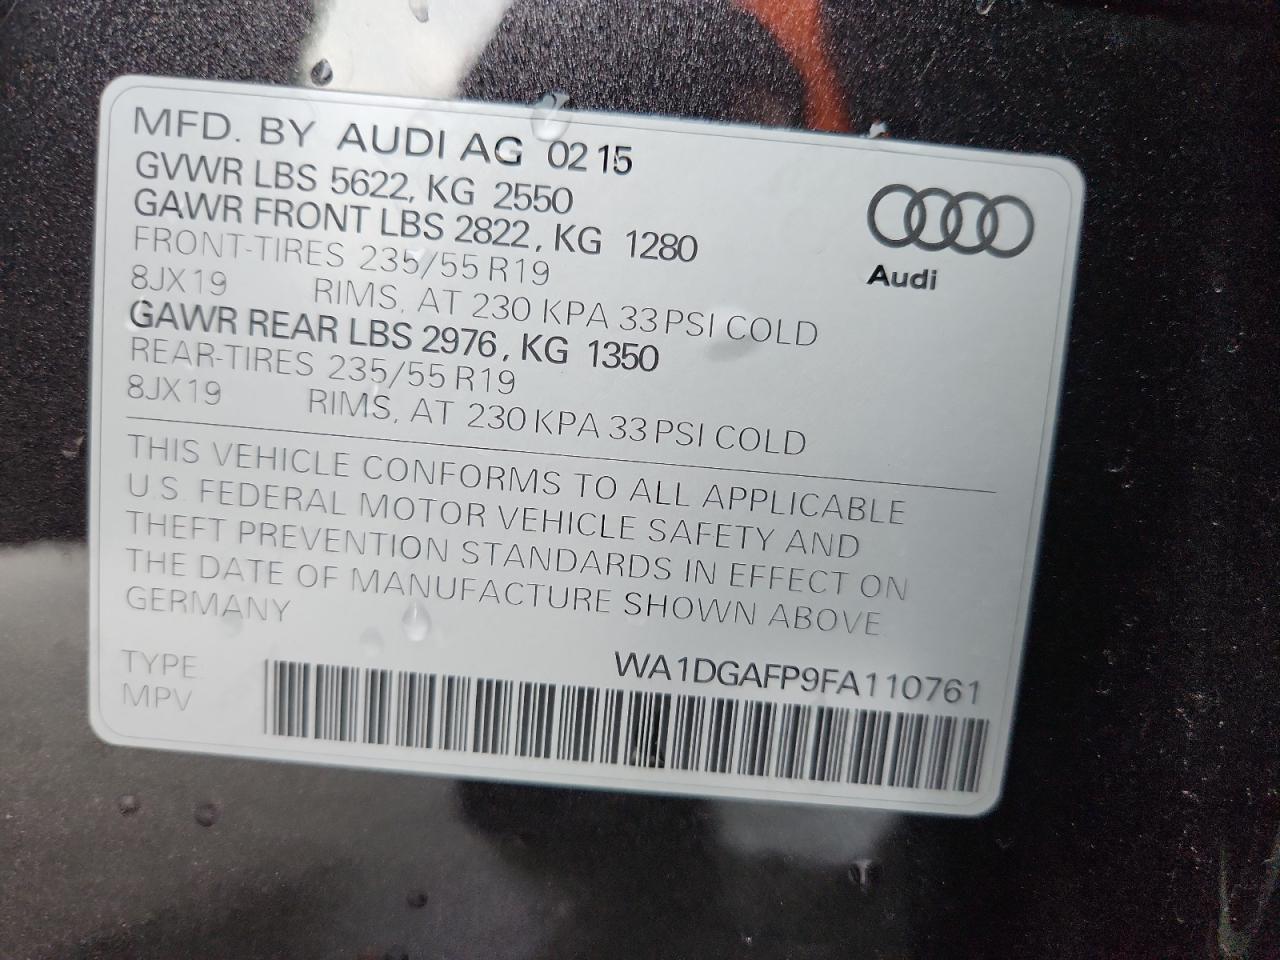 MFD. BY AUDI AG 02 15
GVWR LBS 5622, KG 2550
GAWR FRONT LBS 2822, KG 1280
FRONT-TIRES 235/55 R19
8JX19 RIMS, AT 230 KPA 33 PSI COLD
GAWR REAR LBS 2976, KG 1350
REAR-TIRES 235/55 R19
8JX19 RIMS, AT 230 KPA 33 PSI COLD
Audi
THIS VEHICLE CONFORMS TO ALL APPLICABLE
U.S. FEDERAL MOTOR VEHICLE SAFETY AND
THEFT PREVENTION STANDARDS IN EFFECT ON
THE DATE OF MANUFACTURE SHOWN ABOVE
GERMANY
WA1DGAFP9FA110761
TYPE
MPV